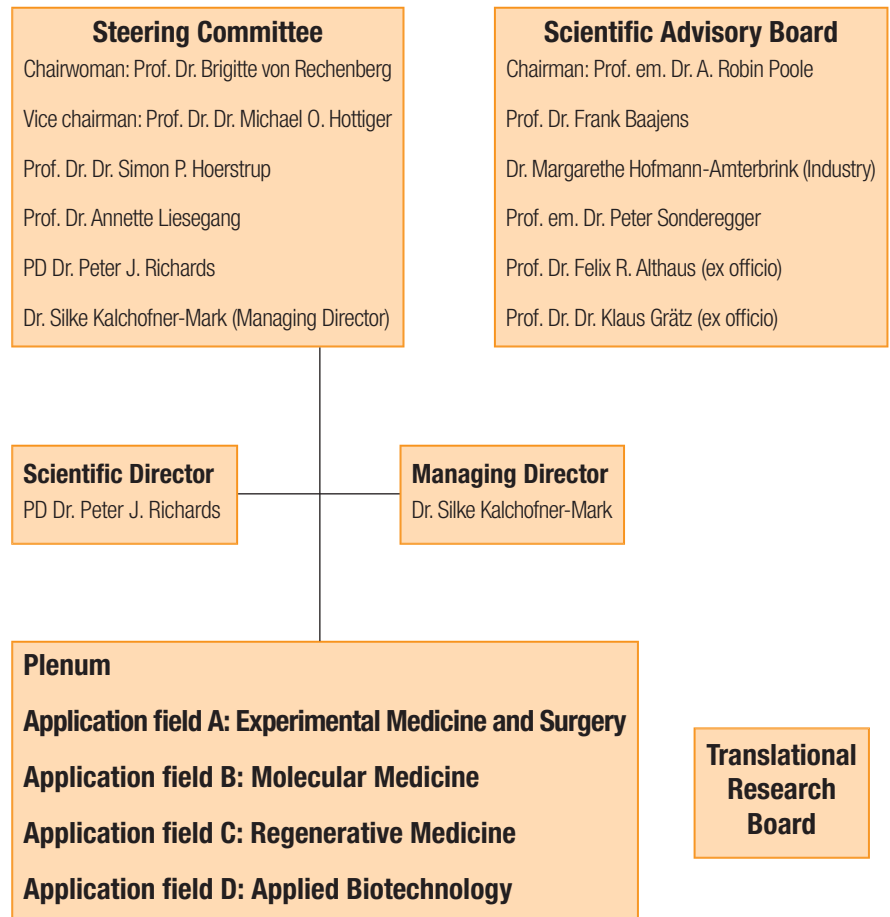 Steering Committee
Chairwoman: Prof. Dr. Brigitte von Rechenberg
Vice chairman: Prof. Dr. Dr. Michael O. Hottiger
Prof. Dr. Dr. Simon P. Hoerstrup
Prof. Dr. Annette Liesegang
PD Dr. Peter J. Richards
Dr. Silke Kalchofner-Mark (Managing Director)
Scientific Advisory Board
Chairman: Prof. em. Dr. A. Robin Poole
Prof. Dr. Frank Baajens
Dr. Margarethe Hofmann-Amterbrink (Industry)
Prof. em. Dr. Peter Sonderegger
Prof. Dr. Felix R. Althaus (ex officio)
Prof. Dr. Dr. Klaus Grätz (ex officio)
Scientific Director
PD Dr. Peter J. Richards
Managing Director
Dr. Silke Kalchofner-Mark
Plenum
Application field A: Experimental Medicine and Surgery
Application field B: Molecular Medicine
Application field C: Regenerative Medicine
Application field D: Applied Biotechnology
Translational
Research
Board